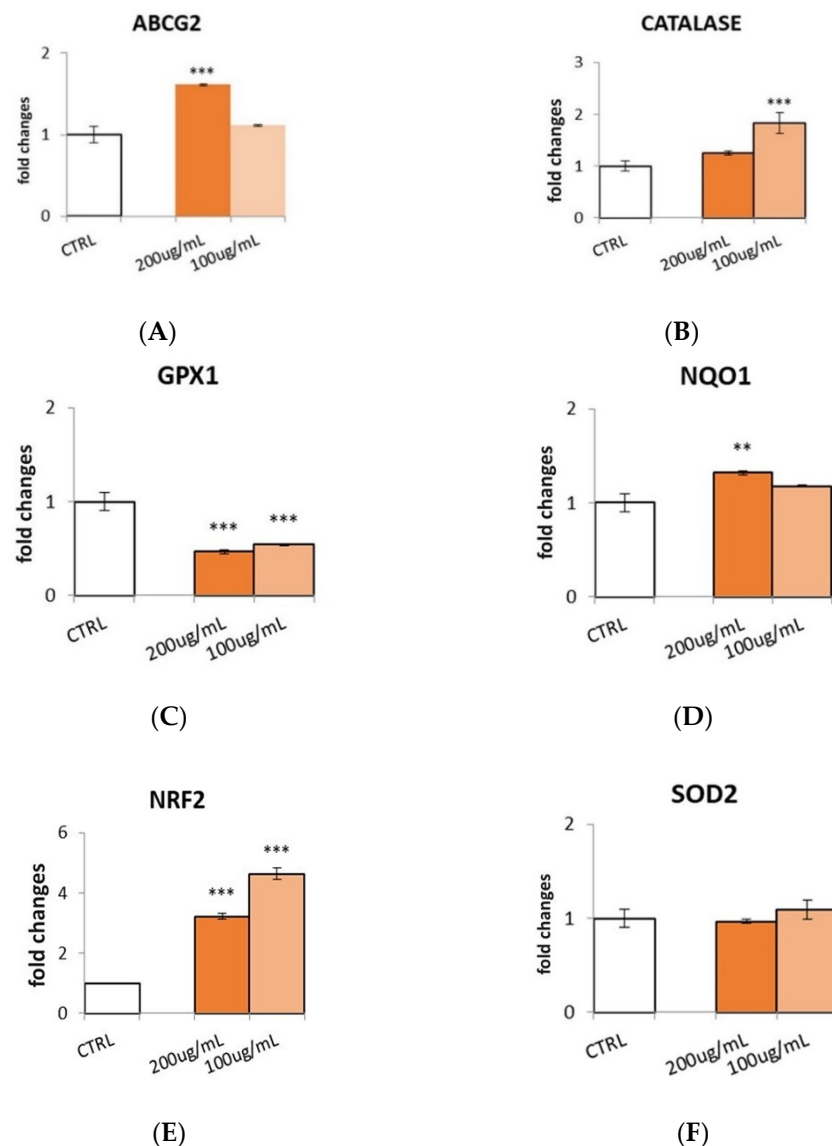 ABCG2
fold changes
2
***
1
0
CTRL
200ug/mL
100ug/mL
(A)
CATALASE
fold changes
3
***
2
1
0
CTRL
200ug/mL
100ug/mL
(B)
GPX1
fold changes
2
1
*** ***
0
CTRL
200ug/mL
100ug/mL
(C)
NQO1
fold changes
2
**
1
0
CTRL
200ug/mL
100ug/mL
(D)
NRF2
fold changes
6
***
4
***
2
0
CTRL
200ug/mL
100ug/mL
(E)
SOD2
fold changes
2
1
0
CTRL
200ug/mL
100ug/mL
(F)